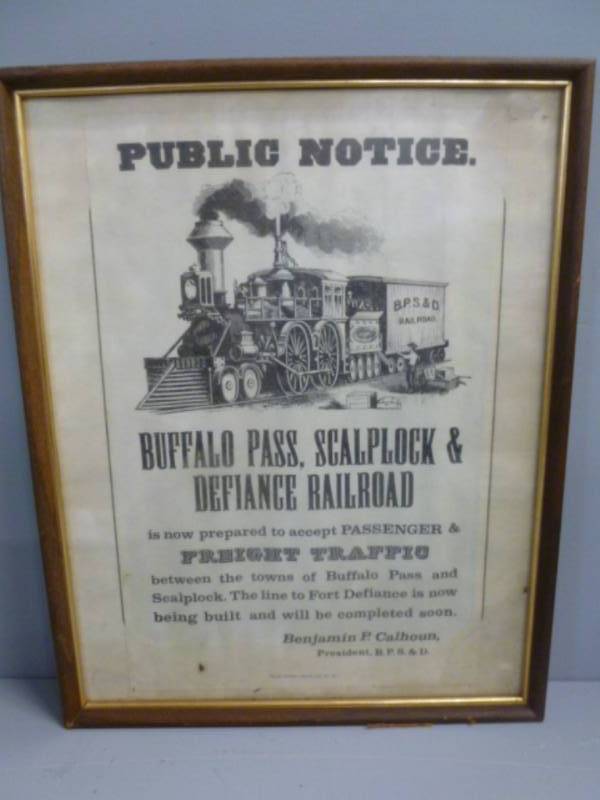 PUBLIC NOTICE.
B.P.S. & D.
RAILROAD.
BUFFALO PASS, SCALPLOCK &
DEFIANCE RAILROAD
is now prepared to accept PASSENGER &
FREIGHT TRAFFIC
between the towns of Buffalo Pass and
Scalplock. The line to Fort Defiance is now
being built and will be completed soon.
Benjamin P. Calhoun,
President, B. P. S. & D.